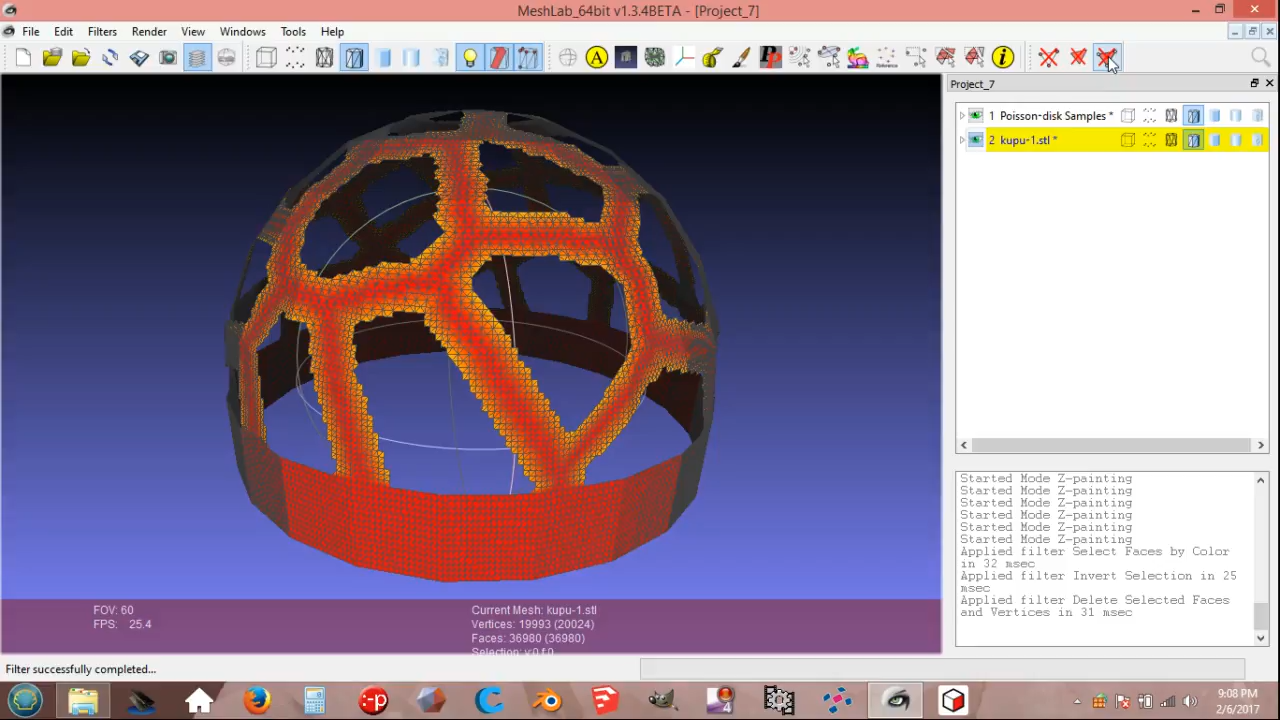 MeshLab_64bit v1.3.4BETA - [Project_7]
File Edit Filters Render View Windows Tools Help
Project_7
1 Poisson-disk Samples *
2 kupu-1.stl *
Started Mode Z-painting
Started Mode Z-painting
Started Mode Z-painting
Started Mode Z-painting
Started Mode Z-painting
Started Mode Z-painting
Applied filter Select Faces by Color
in 32 msec
Applied filter Invert Selection in 25
msec
Applied filter Delete Selected Faces
and Vertices in 31 msec
FOV: 60
FPS: 25.4
Current Mesh: kupu-1.stl
Vertices: 19993 (20024)
Faces: 36980 (36980)
Selection: v:0 f:0
Filter successfully completed...
9:08 PM
2/6/2017